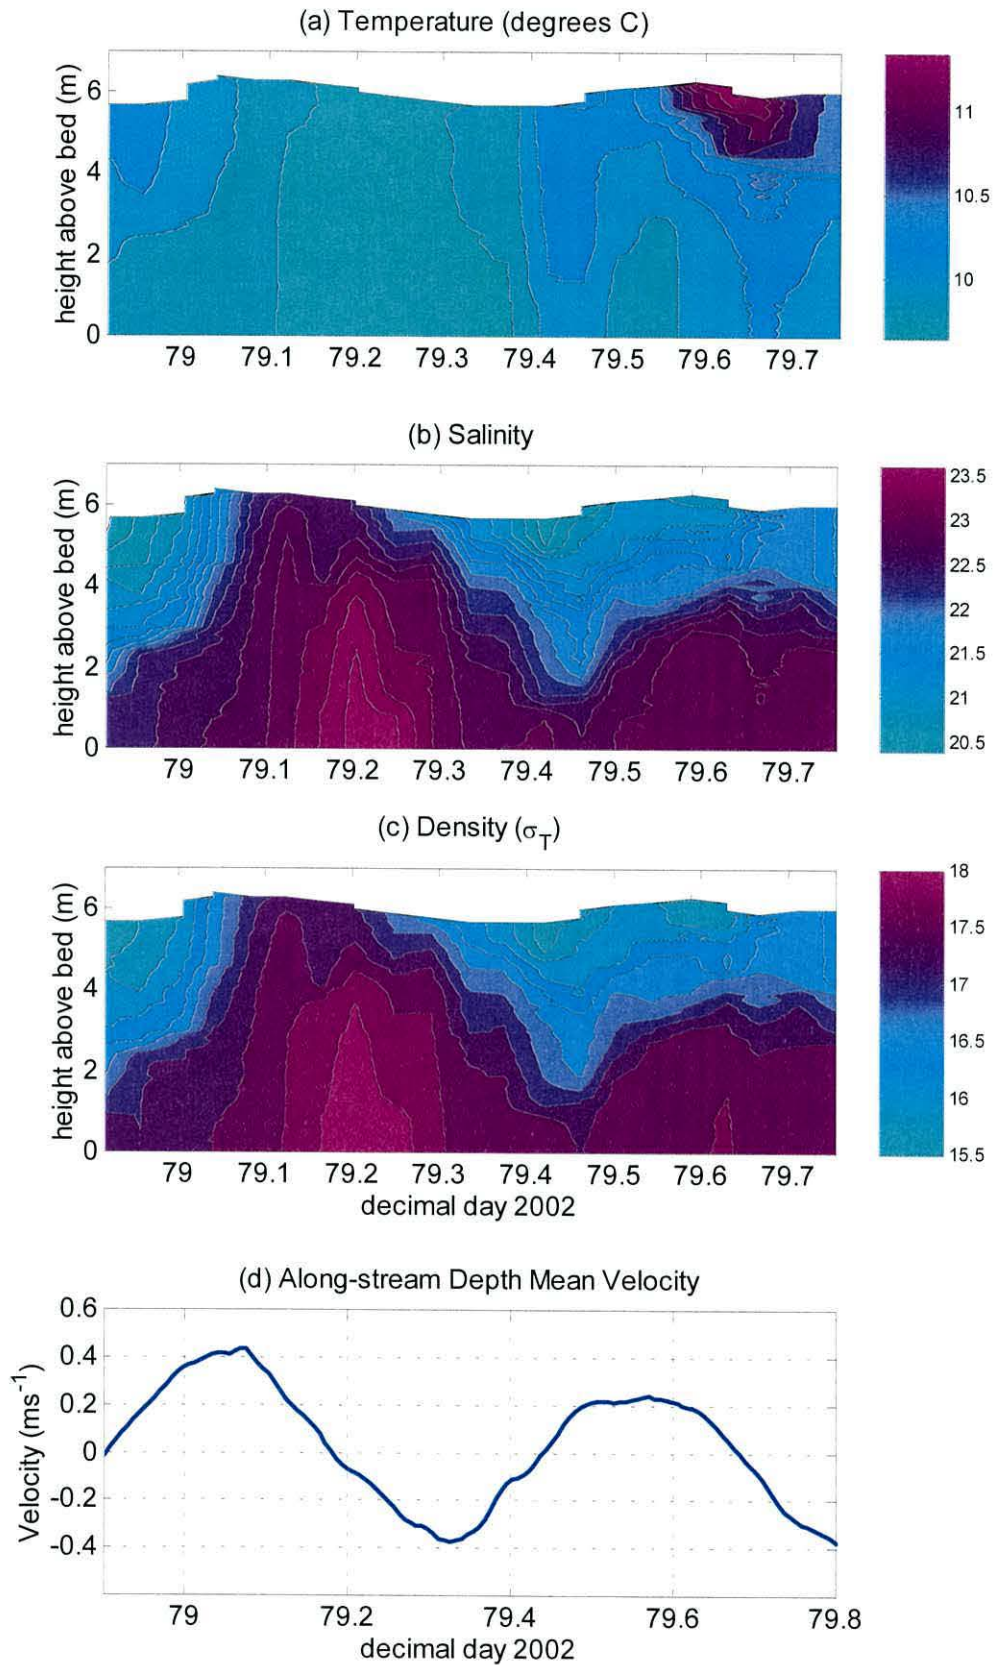 (a) Temperature (degrees C)
height above bed (m)
6
4
2
0
79 79.1 79.2 79.3 79.4 79.5 79.6 79.7
11
10.5
10
(b) Salinity
height above bed (m)
6
4
2
0
79 79.1 79.2 79.3 79.4 79.5 79.6 79.7
23.5
23
22.5
22
21.5
21
20.5
(c) Density (σT)
height above bed (m)
6
4
2
0
79 79.1 79.2 79.3 79.4 79.5 79.6 79.7
decimal day 2002
18
17.5
17
16.5
16
15.5
(d) Along-stream Depth Mean Velocity
Velocity (ms-1)
0.6
0.4
0.2
0
-0.2
-0.4
79 79.2 79.4 79.6 79.8
decimal day 2002